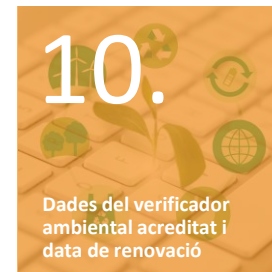 10.
Dades del verificador
ambiental acreditat i
data de renovació